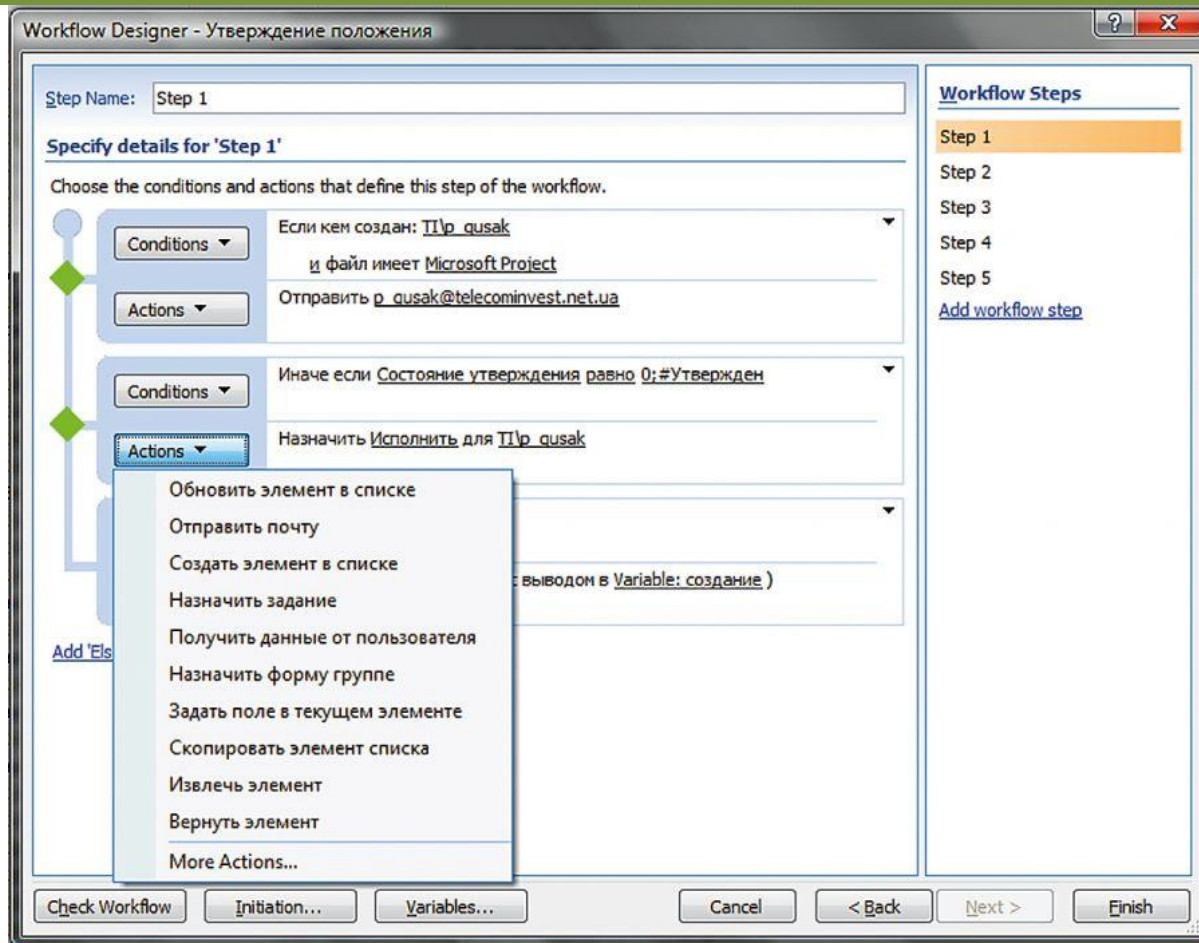 Workflow Designer - Утверждение положения
?
X
Step Name: Step 1
Specify details for 'Step 1'
Choose the conditions and actions that define this step of the workflow.
Conditions
Если кем создан: TI\p_gusak
и файл имеет Microsoft Project
Actions
Отправить p_gusak@telecominvest.net.ua
Conditions
Иначе если Состояние утверждения равно 0;#Утвержден
Actions
Назначить Исполнить для TI\p_gusak
с выводом в Variable: создание )
Add 'Els
Обновить элемент в списке
Отправить почту
Создать элемент в списке
Назначить задание
Получить данные от пользователя
Назначить форму группе
Задать поле в текущем элементе
Скопировать элемент списка
Извлечь элемент
Вернуть элемент
More Actions...
Workflow Steps
Step 1
Step 2
Step 3
Step 4
Step 5
Add workflow step
Check Workflow
Initiation...
Variables...
Cancel
< Back
Next >
Finish